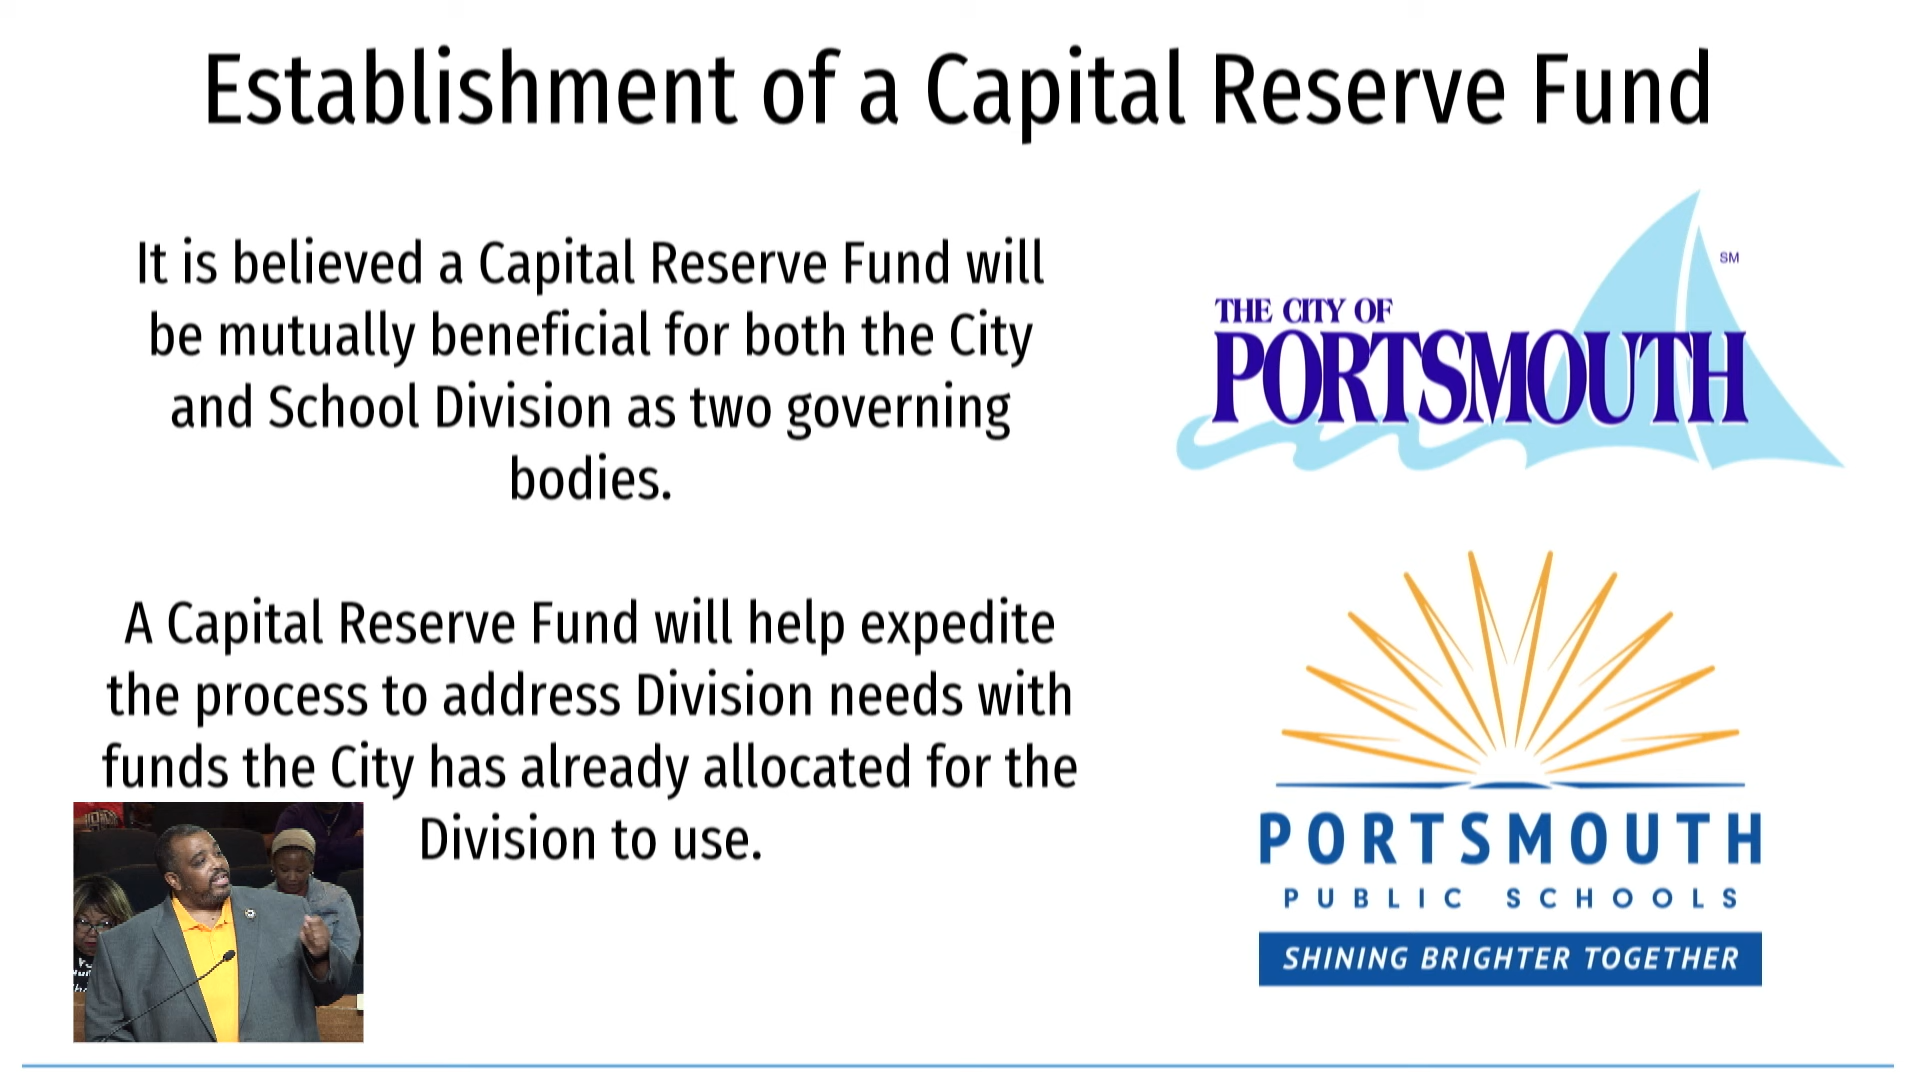 Establishment of a Capital Reserve Fund
It is believed a Capital Reserve Fund will
be mutually beneficial for both the City
and School Division as two governing
bodies.
A Capital Reserve Fund will help expedite
the process to address Division needs with
funds the City has already allocated for the
Division to use.
SM
THE CITY OF
PORTSMOUTH
PORTSMOUTH
PUBLIC SCHOOLS
SHINING BRIGHTER TOGETHER